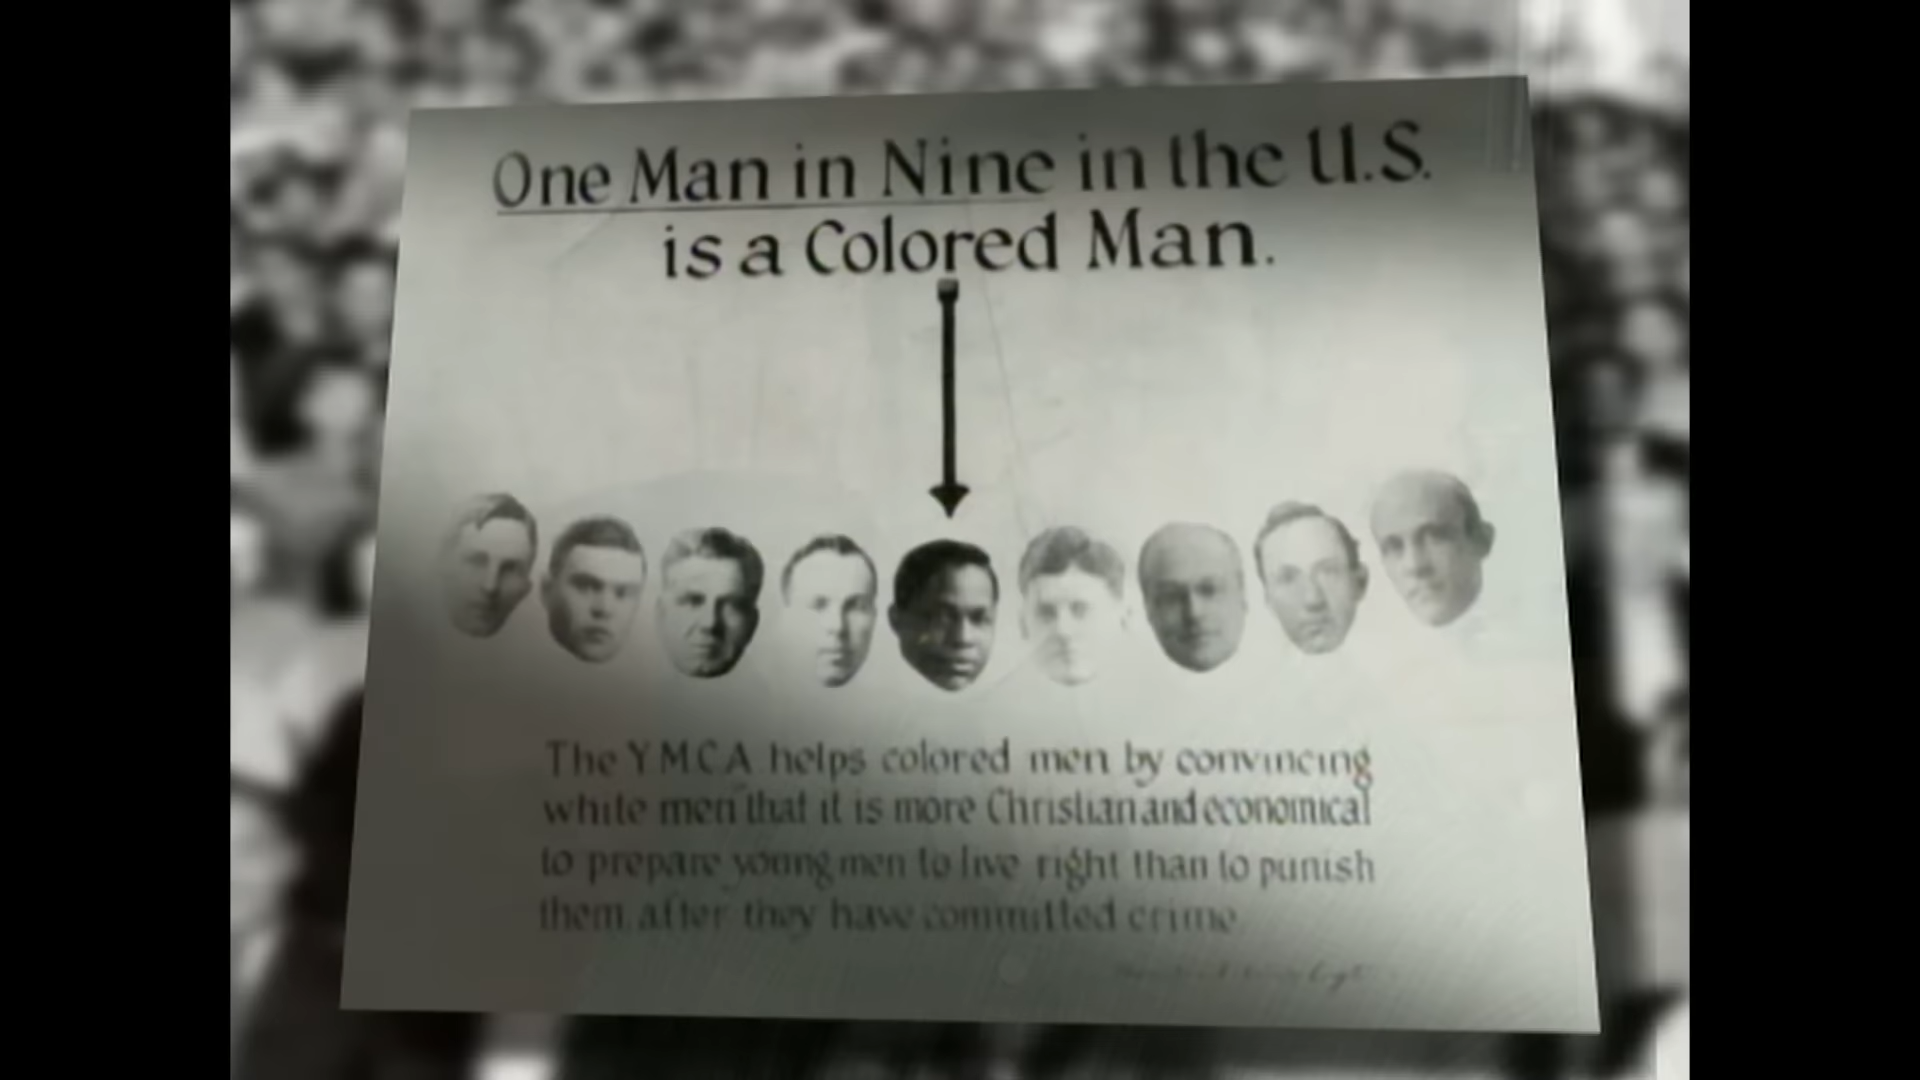 One Man in Nine in the U.S.
is a Colored Man.
The YMCA helps colored men by convincing
white men that it is more Christian and economical
to prepare young men to live right than to punish
them after they have committed crime